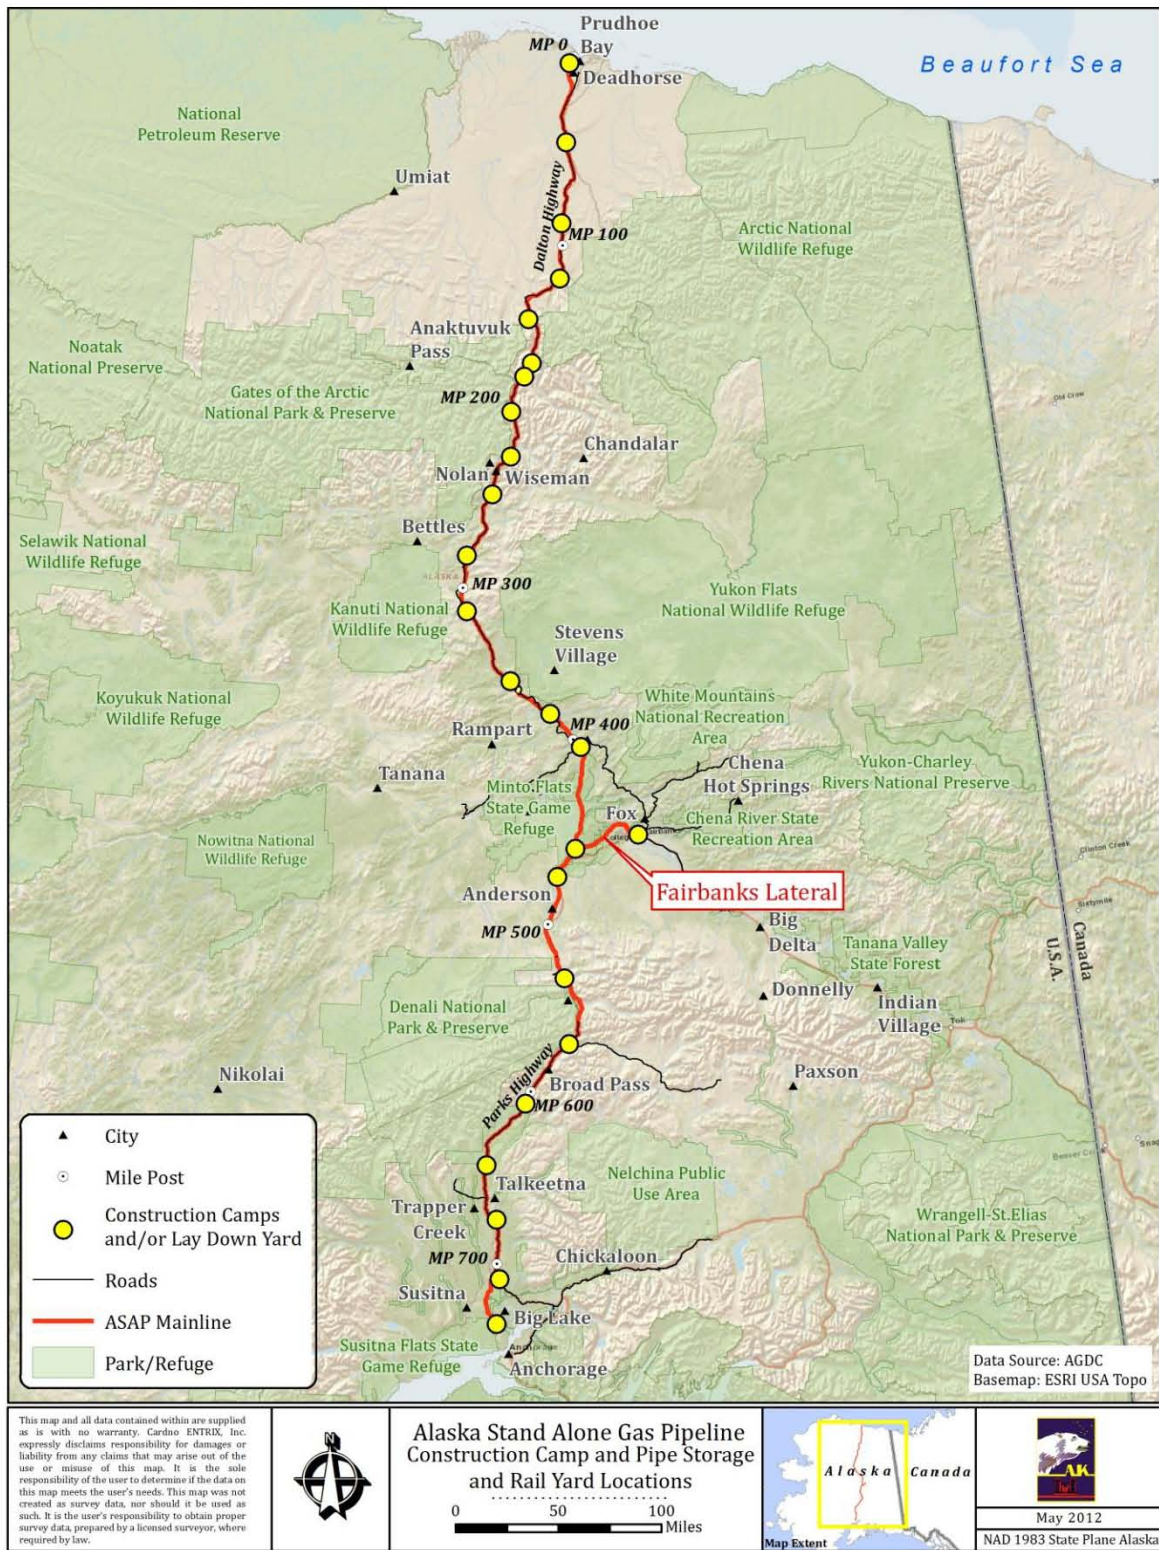 Prudhoe
Bay
MP 0
Deadhorse
Beaufort Sea
National
Petroleum Reserve
Umiat
Dalton Highway
MP 100
Arctic National
Wildlife Refuge
Anaktuvuk
Pass
Noatak
National Preserve
Gates of the Arctic
National Park & Preserve
MP 200
Old Crow
Chandalar
Nolan
Wiseman
Bettles
Selawik National
Wildlife Refuge
ALASKA
MP 300
Yukon Flats
National Wildlife Refuge
Kanuti National
Wildlife Refuge
Stevens
Village
Koyukuk National
Wildlife Refuge
White Mountains
National Recreation
Area
MP 400
Rampart
Tanana
Chena
Hot Springs
Yukon-Charley
Rivers National Preserve
Minto Flats
State Game
Refuge
Fox
Chena River State
Recreation Area
Nowitna National
Wildlife Refuge
Clinton Creek
Fairbanks Lateral
Anderson
Sixtymile
MP 500
Big
Delta
Tanana Valley
State Forest
Canada
U.S.A.
Denali National
Park & Preserve
Donnelly
Indian
Village
Tok
Nikolai
Parks Highway
Broad Pass
Paxson
MP 600
Beaver Creek
Snag
Talkeetna
Nelchina Public
Use Area
Trapper
Creek
Wrangell-St.Elias
National Park & Preserve
MP 700
Chickaloon
Susitna
Big Lake
Susitna Flats State
Game Refuge
Anchorage
Anchorage
City
Mile Post
Construction Camps
and/or Lay Down Yard
Roads
ASAP Mainline
Park/Refuge
Data Source: AGDC
Basemap: ESRI USA Topo
This map and all data contained within are supplied
as is with no warranty. Cardno ENTRIX, Inc.
expressly disclaims responsibility for damages or
liability from any claims that may arise out of the
use or misuse of this map. It is the sole
responsibility of the user to determine if the data on
this map meets the user's needs. This map was not
created as survey data, nor should it be used as
such. It is the user's responsibility to obtain proper
survey data, prepared by a licensed surveyor, where
required by law.
N
Alaska Stand Alone Gas Pipeline
Construction Camp and Pipe Storage
and Rail Yard Locations
0 50 100
Miles
Alaska Canada
Map Extent
AK
May 2012
NAD 1983 State Plane Alaska